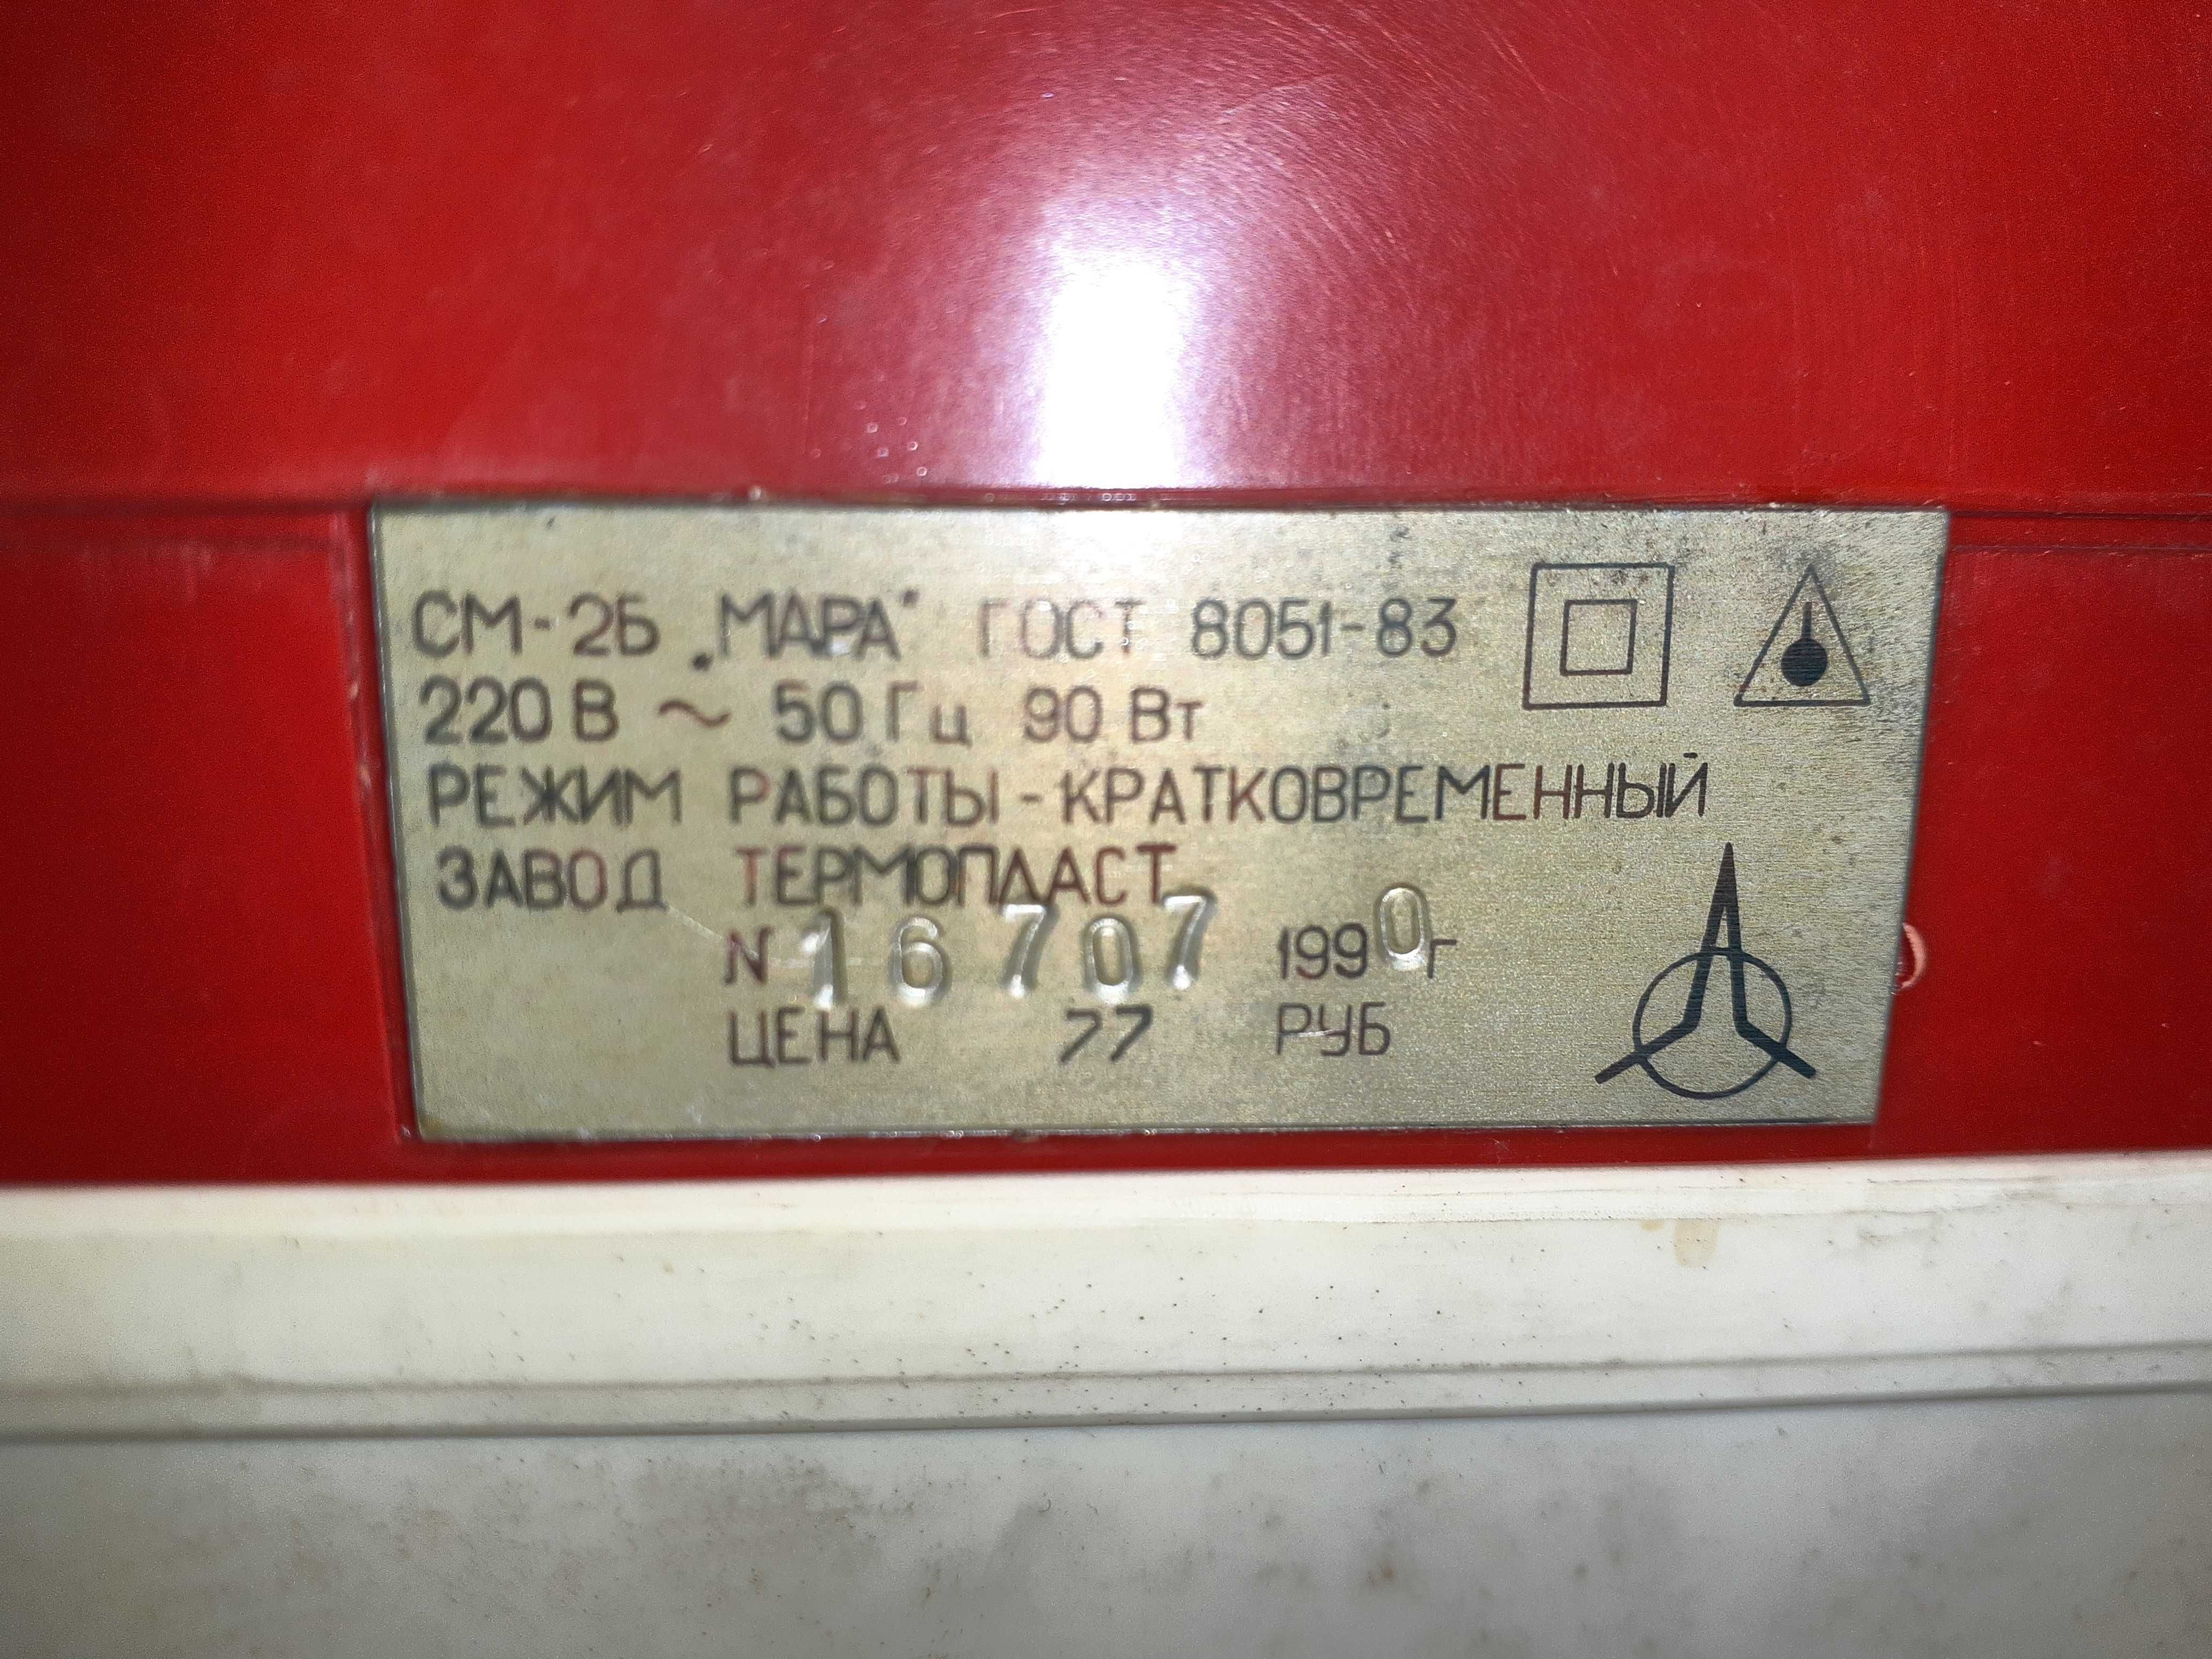 СМ-2Б „МАРА" ГОСТ 8051-83
220 В ~ 50 Гц 90 Вт
РЕЖИМ РАБОТЫ - КРАТКОВРЕМЕННЫЙ
ЗАВОД ТЕРМОПЛАСТ
N 16707 1990 г
ЦЕНА 77 РУБ